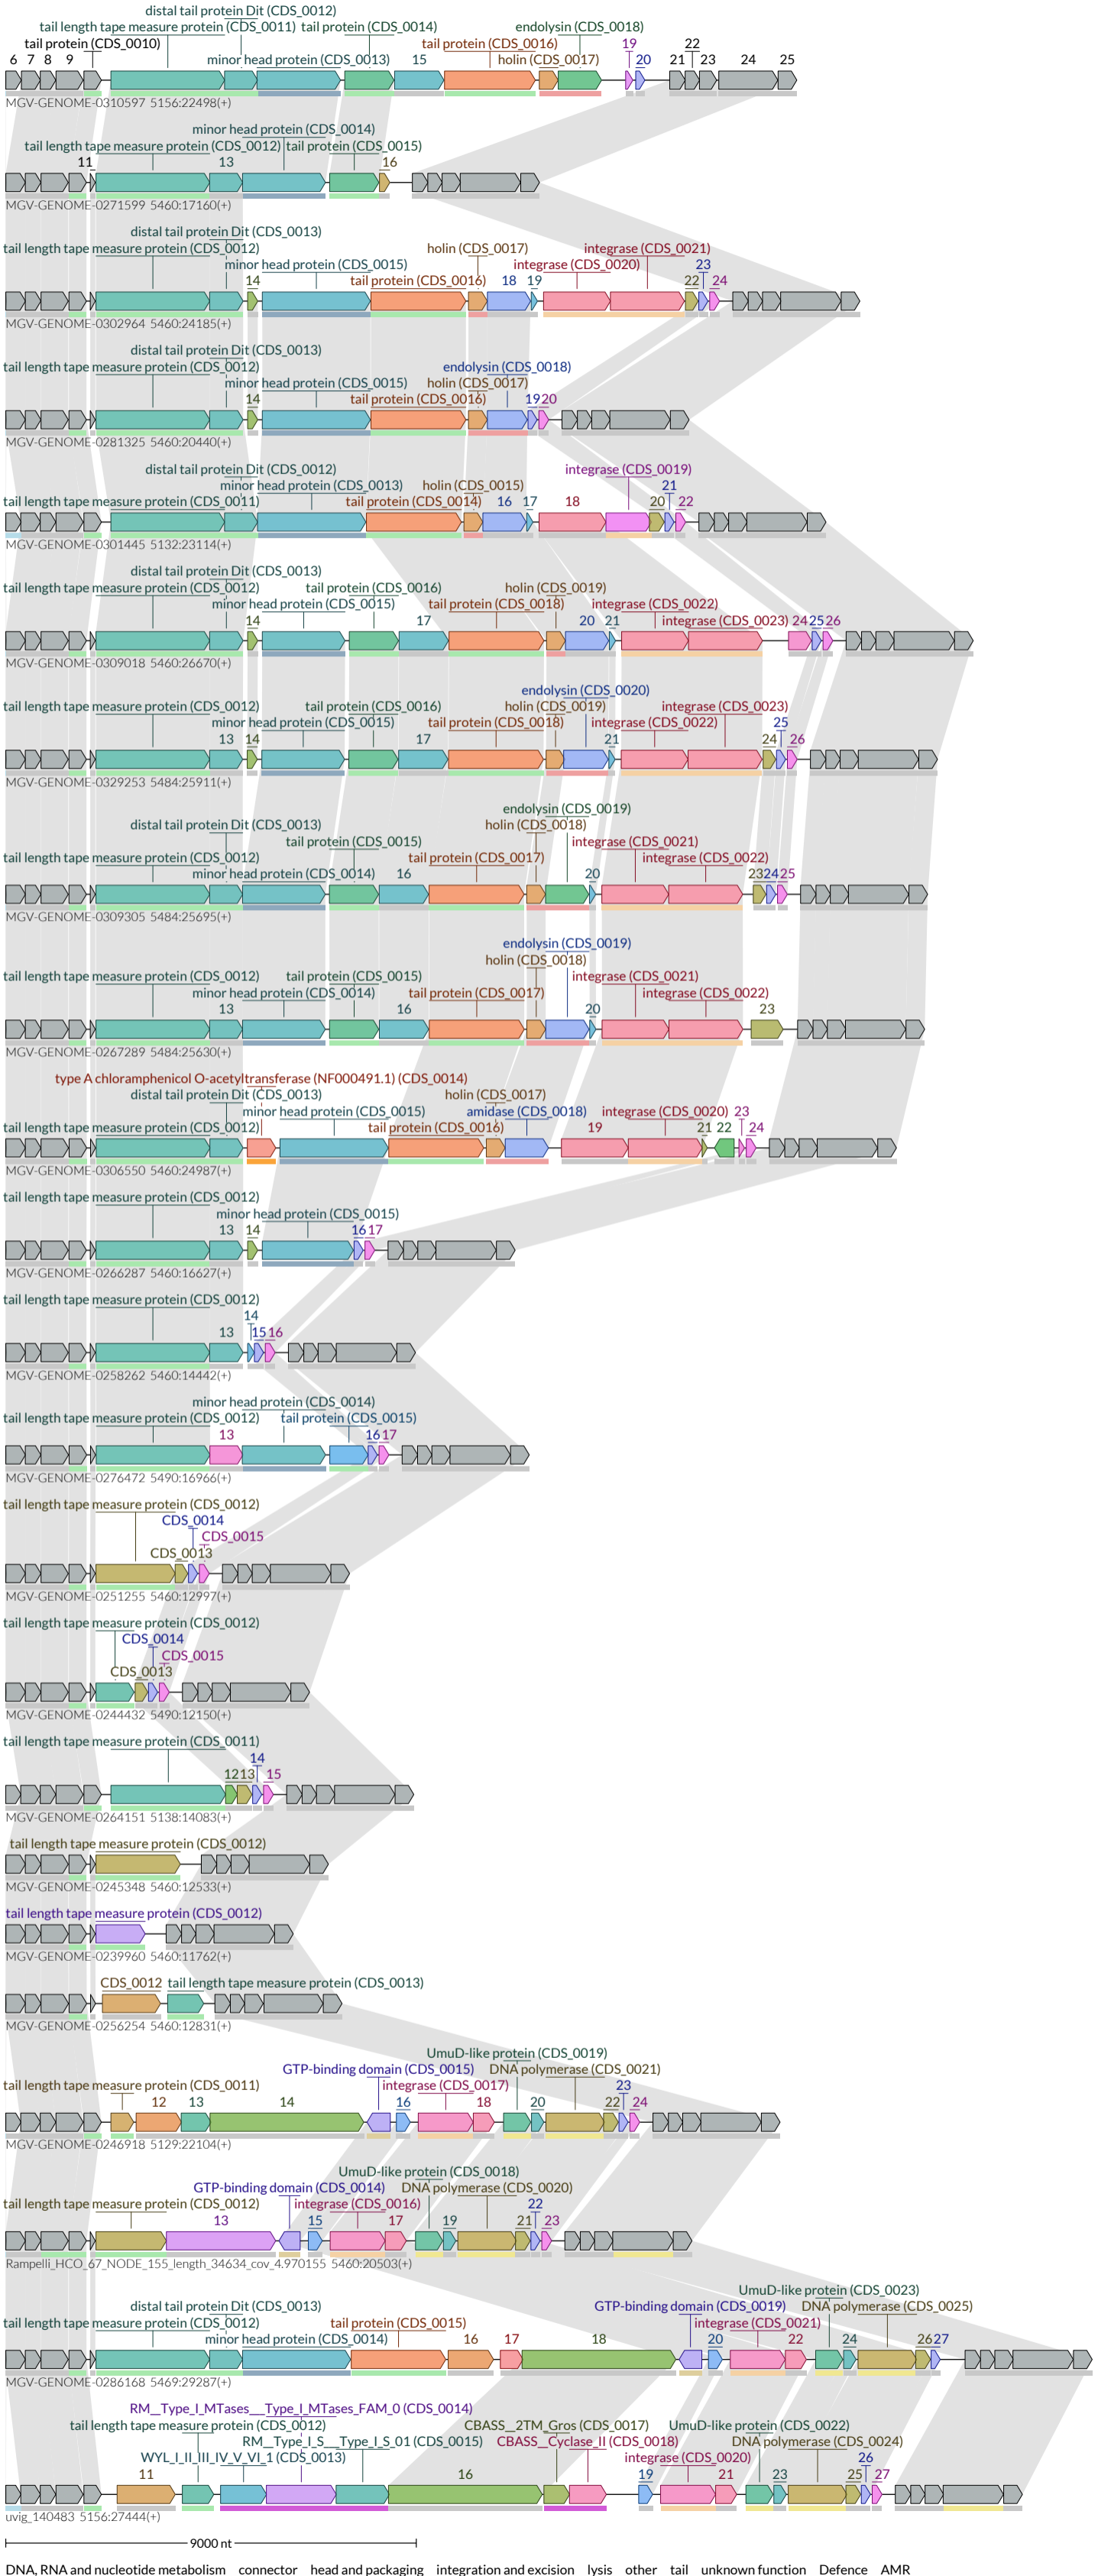 distal tail protein Dit (CDS_0012)
tail length tape measure protein (CDS_0011) tail protein (CDS_0014) endolysin (CDS_0018)
tail protein (CDS_0010) tail protein (CDS_0016) 19 22
6 7 8 9 minor head protein (CDS_0013) 15 holin (CDS_0017) 20 21 23 24 25
MGV-GENOME-0310597 5156:22498(+)
minor head protein (CDS_0014)
tail length tape measure protein (CDS_0012) tail protein (CDS_0015)
11 13 16
MGV-GENOME-0271599 5460:17160(+)
distal tail protein Dit (CDS_0013)
tail length tape measure protein (CDS_0012) holin (CDS_0017) integrase (CDS_0021)
minor head protein (CDS_0015) integrase (CDS_0020) 23
14 tail protein (CDS_0016) 18 19 22 24
MGV-GENOME-0302964 5460:24185(+)
distal tail protein Dit (CDS_0013)
tail length tape measure protein (CDS_0012) endolysin (CDS_0018)
minor head protein (CDS_0015) holin (CDS_0017)
14 tail protein (CDS_0016) 19 20
MGV-GENOME-0281325 5460:20440(+)
distal tail protein Dit (CDS_0012) integrase (CDS_0019)
minor head protein (CDS_0013) holin (CDS_0015) 21
tail length tape measure protein (CDS_0011) tail protein (CDS_0014) 16 17 18 20 22
MGV-GENOME-0301445 5132:23114(+)
distal tail protein Dit (CDS_0013)
tail length tape measure protein (CDS_0012) tail protein (CDS_0016) holin (CDS_0019)
minor head protein (CDS_0015) tail protein (CDS_0018) integrase (CDS_0022)
14 17 20 21 integrase (CDS_0023) 24 25 26
MGV-GENOME-0309018 5460:26670(+)
endolysin (CDS_0020)
tail length tape measure protein (CDS_0012) tail protein (CDS_0016) holin (CDS_0019) integrase (CDS_0023)
minor head protein (CDS_0015) tail protein (CDS_0018) integrase (CDS_0022) 25
13 14 17 21 24 26
MGV-GENOME-0329253 5484:25911(+)
endolysin (CDS_0019)
distal tail protein Dit (CDS_0013) holin (CDS_0018)
tail protein (CDS_0015) integrase (CDS_0021)
tail length tape measure protein (CDS_0012) tail protein (CDS_0017) integrase (CDS_0022)
minor head protein (CDS_0014) 16 20 23 24 25
MGV-GENOME-0309305 5484:25695(+)
endolysin (CDS_0019)
holin (CDS_0018)
tail length tape measure protein (CDS_0012) tail protein (CDS_0015) integrase (CDS_0021)
minor head protein (CDS_0014) tail protein (CDS_0017) integrase (CDS_0022)
13 16 20 23
MGV-GENOME-0267289 5484:25630(+)
type A chloramphenicol O-acetyltransferase (NF000491.1) (CDS_0014)
distal tail protein Dit (CDS_0013) holin (CDS_0017)
minor head protein (CDS_0015) amidase (CDS_0018) integrase (CDS_0020) 23
tail length tape measure protein (CDS_0012) tail protein (CDS_0016) 19 21 22 24
MGV-GENOME-0306550 5460:24987(+)
tail length tape measure protein (CDS_0012)
minor head protein (CDS_0015)
13 14 16 17
MGV-GENOME-0266287 5460:16627(+)
tail length tape measure protein (CDS_0012)
14
13 15 16
MGV-GENOME-0258262 5460:14442(+)
minor head protein (CDS_0014)
tail length tape measure protein (CDS_0012) tail protein (CDS_0015)
13 16 17
MGV-GENOME-0276472 5490:16966(+)
tail length tape measure protein (CDS_0012)
CDS_0014
CDS_0015
CDS_0013
MGV-GENOME-0251255 5460:12997(+)
tail length tape measure protein (CDS_0012)
CDS_0014
CDS_0015
CDS_0013
MGV-GENOME-0244432 5490:12150(+)
tail length tape measure protein (CDS_0011)
14
12 13 15
MGV-GENOME-0264151 5138:14083(+)
tail length tape measure protein (CDS_0012)
MGV-GENOME-0245348 5460:12533(+)
tail length tape measure protein (CDS_0012)
MGV-GENOME-0239960 5460:11762(+)
CDS_0012 tail length tape measure protein (CDS_0013)
MGV-GENOME-0256254 5460:12831(+)
UmuD-like protein (CDS_0019)
GTP-binding domain (CDS_0015) DNA polymerase (CDS_0021)
tail length tape measure protein (CDS_0011) integrase (CDS_0017) 23
12 13 14 16 18 20 22 24
MGV-GENOME-0246918 5129:22104(+)
UmuD-like protein (CDS_0018)
GTP-binding domain (CDS_0014) DNA polymerase (CDS_0020)
tail length tape measure protein (CDS_0012) integrase (CDS_0016) 22
13 15 17 19 21 23
Rampelli_HCO_67_NODE_155_length_34634_cov_4.970155 5460:20503(+)
UmuD-like protein (CDS_0023)
distal tail protein Dit (CDS_0013) GTP-binding domain (CDS_0019) DNA polymerase (CDS_0025)
tail length tape measure protein (CDS_0012) tail protein (CDS_0015) integrase (CDS_0021)
minor head protein (CDS_0014) 16 17 18 20 22 24 26 27
MGV-GENOME-0286168 5469:29287(+)
RM__Type_I_MTases___Type_I_MTases_FAM_0 (CDS_0014)
tail length tape measure protein (CDS_0012) CBASS__2TM_Gros (CDS_0017) UmuD-like protein (CDS_0022)
RM__Type_I_S___Type_I_S_01 (CDS_0015) CBASS__Cyclase_II (CDS_0018) DNA polymerase (CDS_0024)
WYL_I_II_III_IV_V_VI_1 (CDS_0013) integrase (CDS_0020) 26
11 16 19 21 23 25 27
uvig_140483 5156:27444(+)
9000 nt
DNA, RNA and nucleotide metabolism connector head and packaging integration and excision lysis other tail unknown function Defence AMR